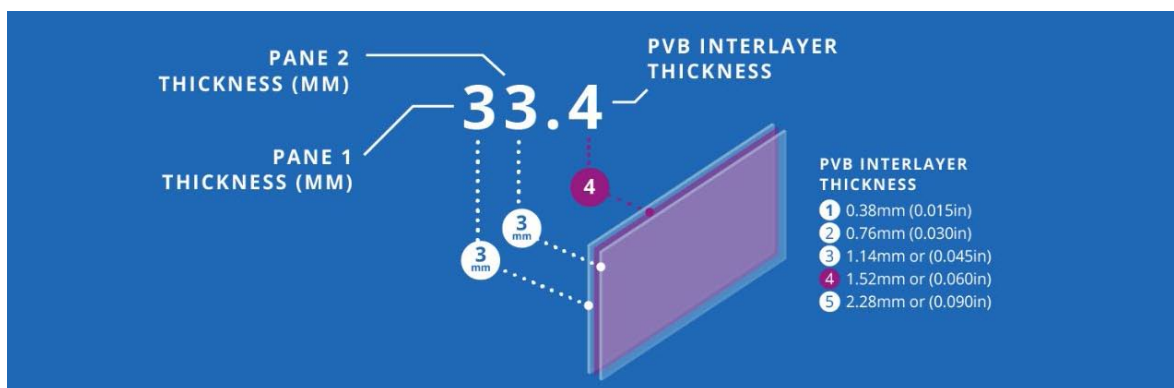 PANE 2
THICKNESS (MM)
PVB INTERLAYER
THICKNESS
33.4
PANE 1
THICKNESS (MM)
4
3
mm
3
mm
PVB INTERLAYER
THICKNESS
1 0.38mm (0.015in)
2 0.76mm (0.030in)
3 1.14mm or (0.045in)
4 1.52mm or (0.060in)
5 2.28mm or (0.090in)